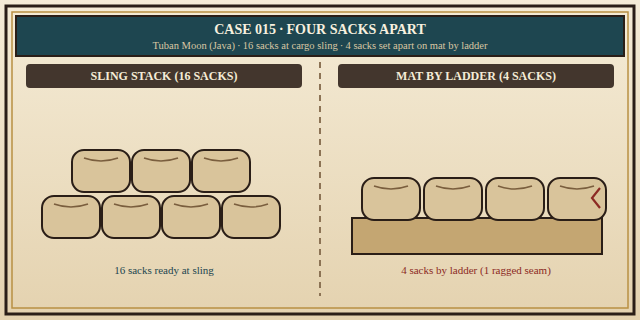 CASE 015 · FOUR SACKS APART
Tuban Moon (Java) · 16 sacks at cargo sling · 4 sacks set apart on mat by ladder
SLING STACK (16 SACKS)
MAT BY LADDER (4 SACKS)
16 sacks ready at sling
4 sacks by ladder (1 ragged seam)